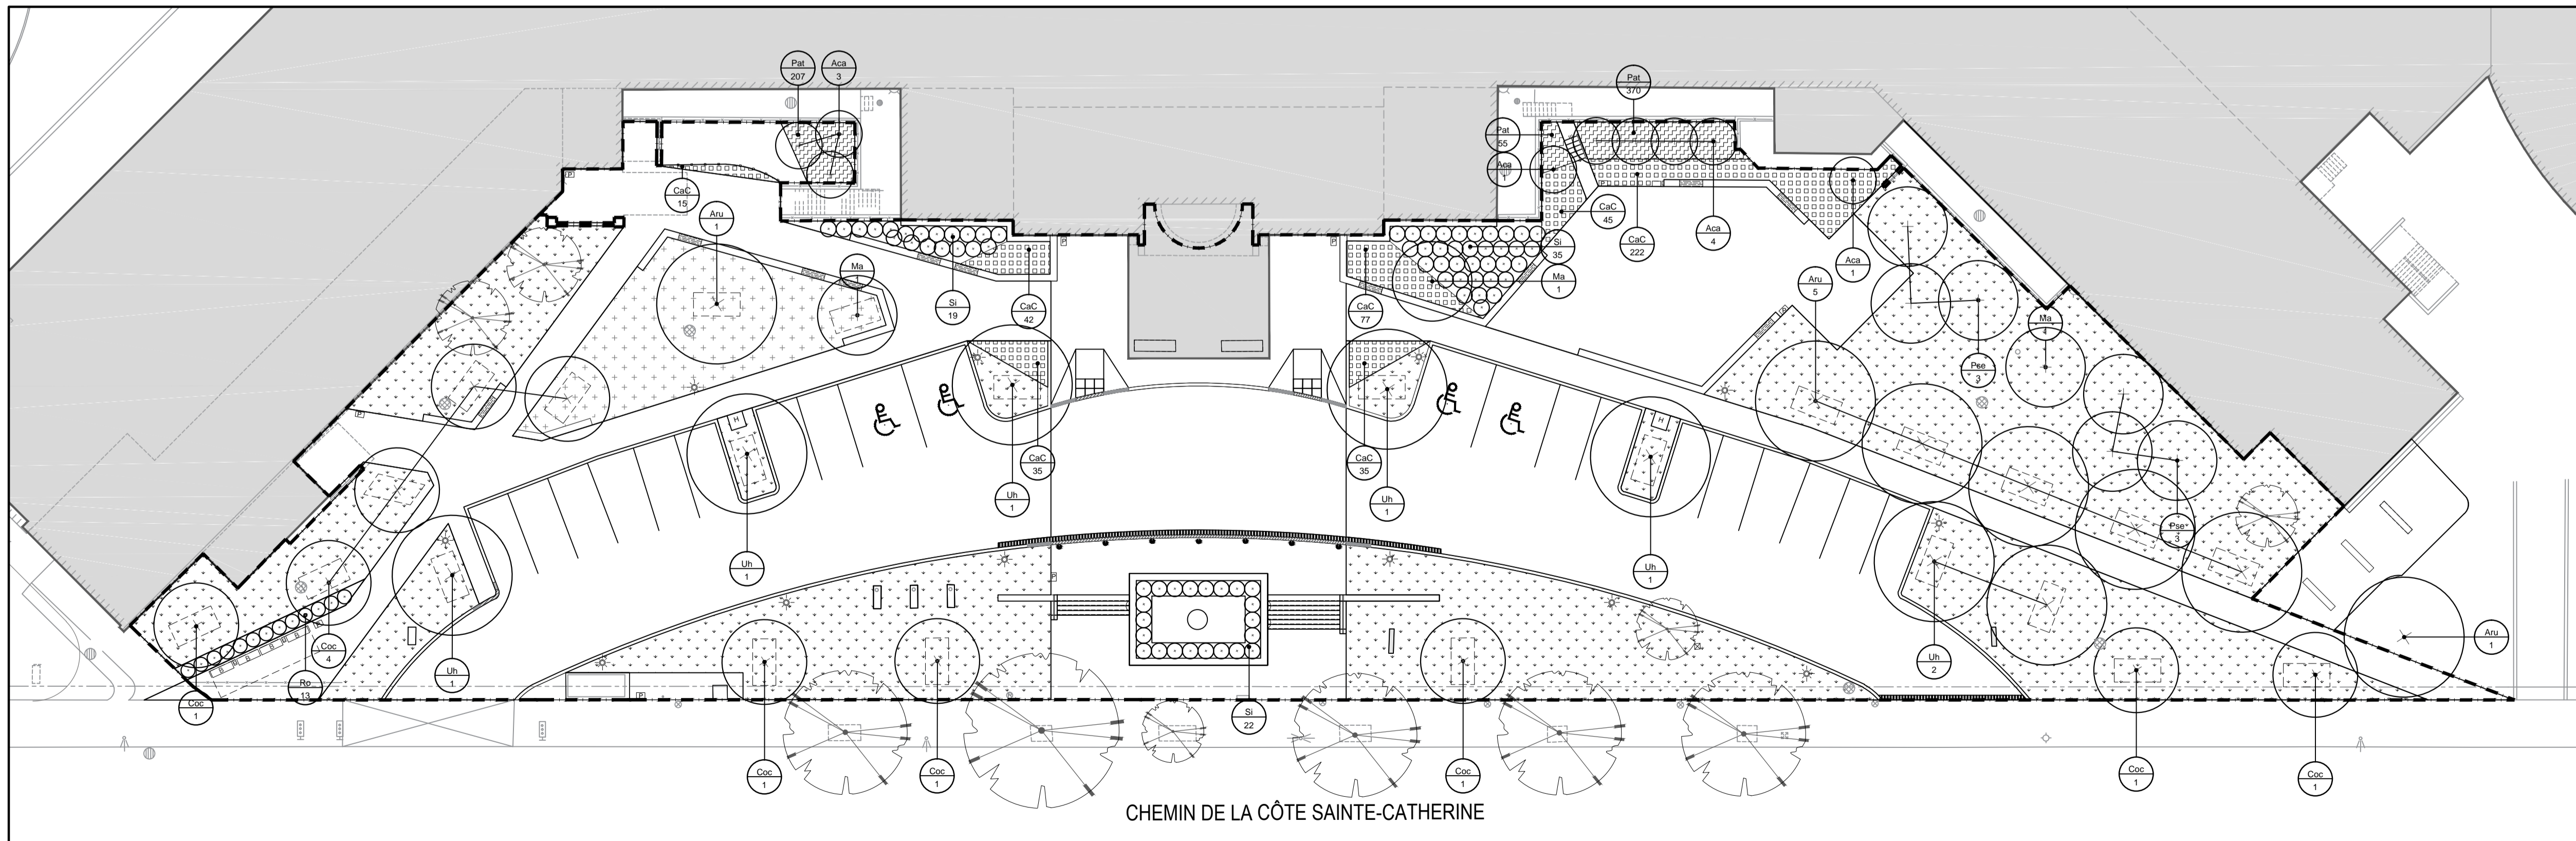 Pat
207
Aca
3
Pat
370
Pat
55
Aca
1
CaC
15
Aru
1
Ma
1
Si
19
CaC
42
CaC
77
Si
35
Ma
1
CaC
45
CaC
222
Aca
4
Aca
1
Aru
5
Ma
1
Pse
3
Pse
3
H
H
CaC
35
CaC
35
Uh
1
Uh
1
Uh
1
Uh
1
Uh
1
Uh
2
Coc
4
Ro
13
Coc
1
Si
22
Aru
1
Coc
1
Coc
1
Coc
1
Coc
1
Coc
1
P
P
P
P
P
P
CHEMIN DE LA CÔTE SAINTE-CATHERINE